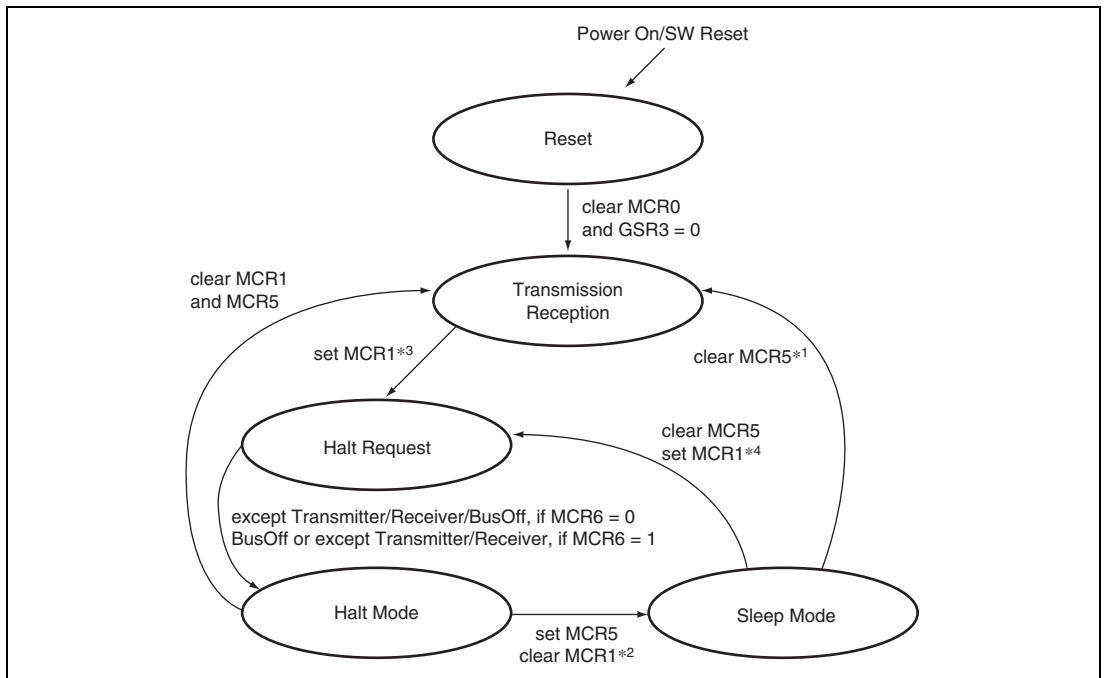 Power On/SW Reset
Reset
clear MCR0
and GSR3 = 0
clear MCR1
and MCR5
Transmission
Reception
set MCR1*3
clear MCR5*1
Halt Request
clear MCR5
set MCR1*4
except Transmitter/Receiver/BusOff, if MCR6 = 0
BusOff or except Transmitter/Receiver, if MCR6 = 1
Halt Mode
Sleep Mode
set MCR5
clear MCR1*2